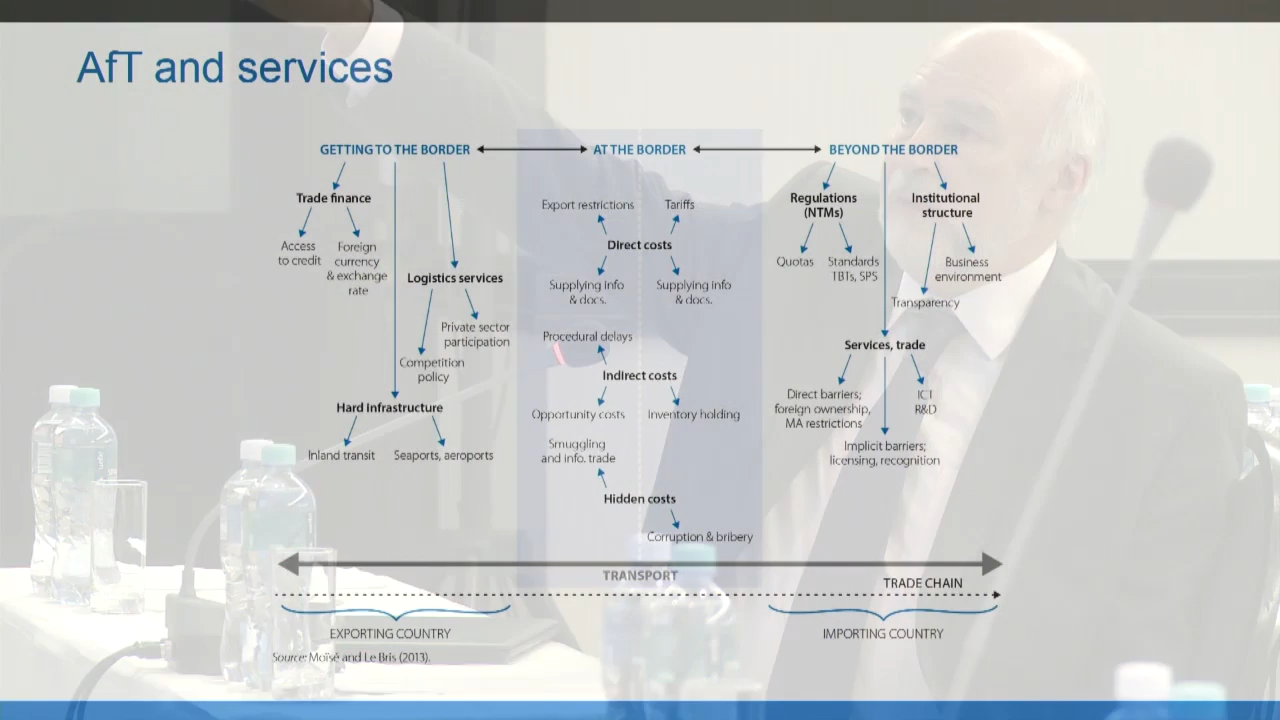 AfT and services
GETTING TO THE BORDER
AT THE BORDER
BEYOND THE BORDER
Trade finance
Access
to credit
Foreign
currency
& exchange
rate
Logistics services
Private sector
participation
Competition
policy
Hard infrastructure
Inland transit
Seaports, aeroports
Export restrictions
Tariffs
Direct costs
Supplying info
& docs.
Supplying info
& docs.
Procedural delays
Indirect costs
Opportunity costs
Inventory holding
Smuggling
and info. trade
Hidden costs
Corruption & bribery
Regulations
(NTMs)
Institutional
structure
Quotas
Standards
TBTs, SPS
Business
environment
Transparency
Services, trade
Direct barriers;
foreign ownership,
MA restrictions
ICT
R&D
Implicit barriers;
licensing, recognition
TRANSPORT
TRADE CHAIN
EXPORTING COUNTRY
IMPORTING COUNTRY
Source: Moïsé and Le Bris (2013).